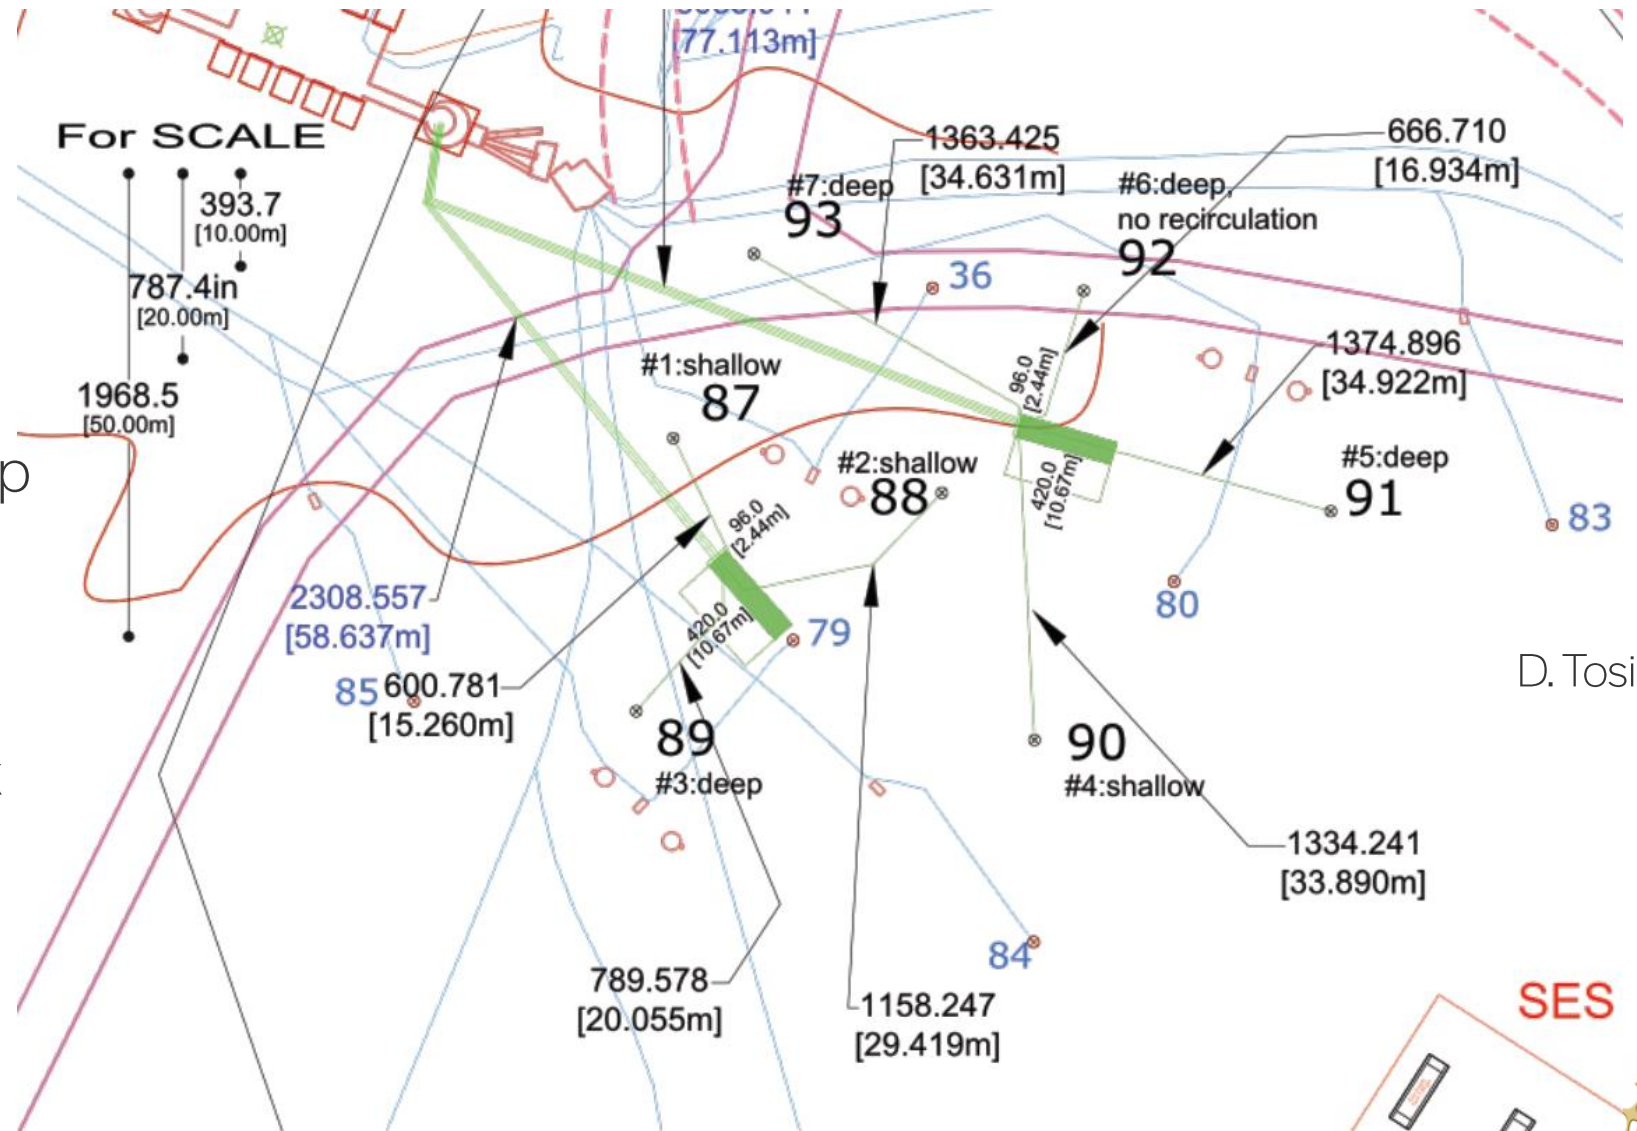 [77.113m]
For SCALE
1363.425
[34.631m]
666.710
[16.934m]
#7:deep
93
#6:deep,
no recirculation
92
393.7
[10.00m]
787.4in
[20.00m]
36
1374.896
[34.922m]
#1:shallow
87
96.0
[2.44m]
1968.5
[50.00m]
p
#2:shallow
88
420.0
[10.67m]
#5:deep
91
83
96.0
[2.44m]
2308.557
[58.637m]
420.0
[10.67m]
79
80
85
600.781
[15.260m]
D. Tosi
89
#3:deep
90
#4:shallow
1334.241
[33.890m]
84
789.578
[20.055m]
1158.247
[29.419m]
SES